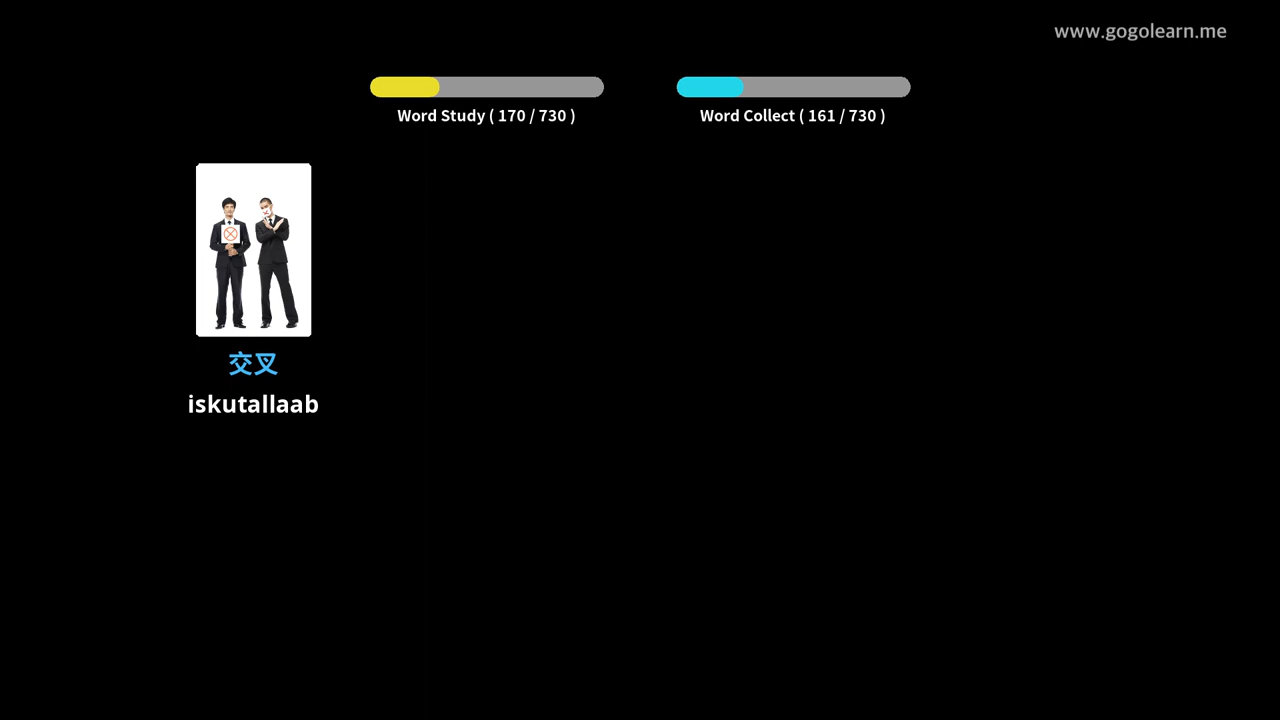 www.gogolearn.me
Word Study ( 170 / 730 )
Word Collect ( 161 / 730 )
交叉
iskutallaab